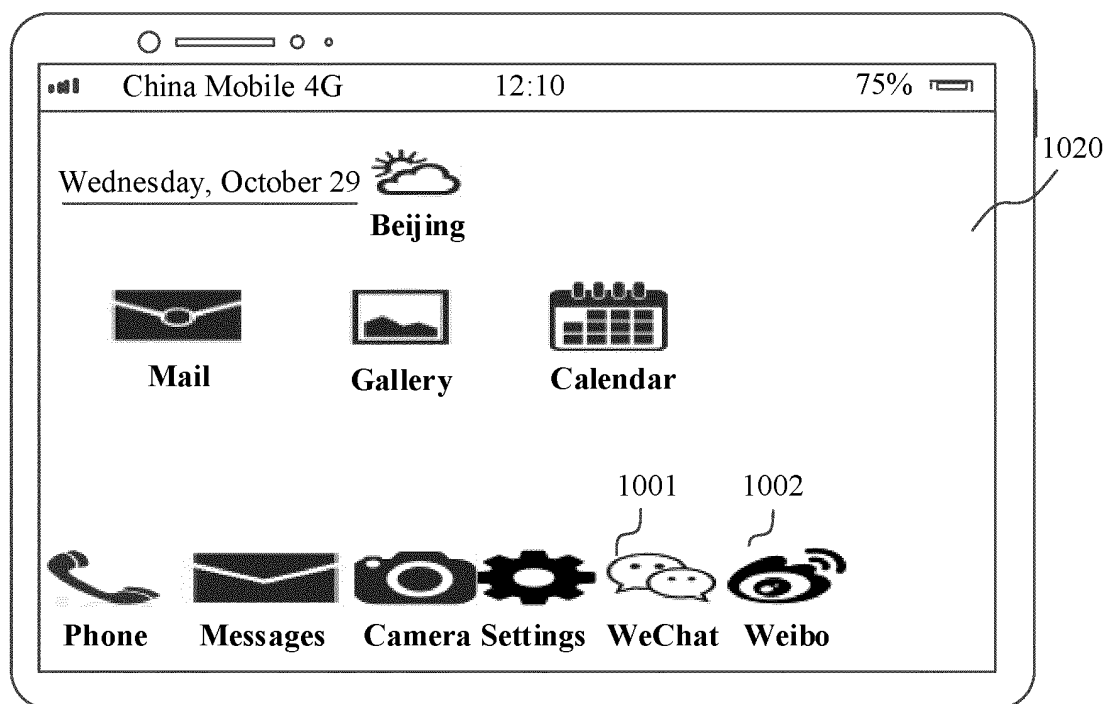 China Mobile 4G 12:10 75%
1020
Wednesday, October 29
Beijing
Mail Gallery Calendar
1001 1002
Phone Messages Camera Settings WeChat Weibo